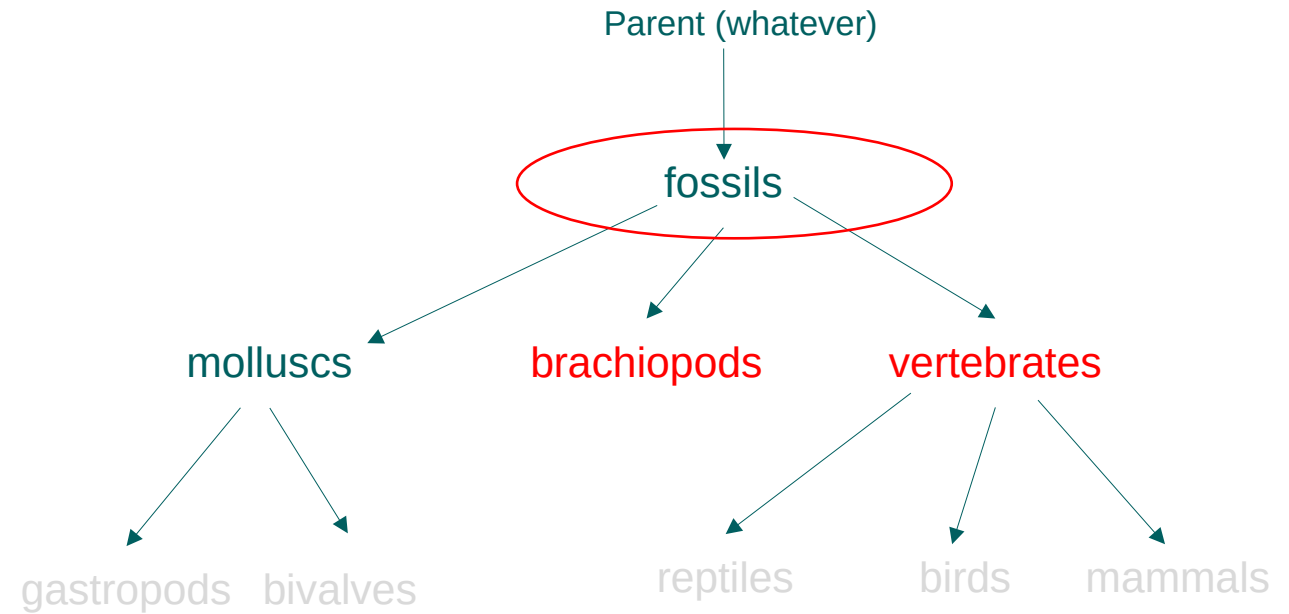 Parent (whatever)
fossils
molluscs
brachiopods
vertebrates
gastropods
bivalves
reptiles
birds
mammals